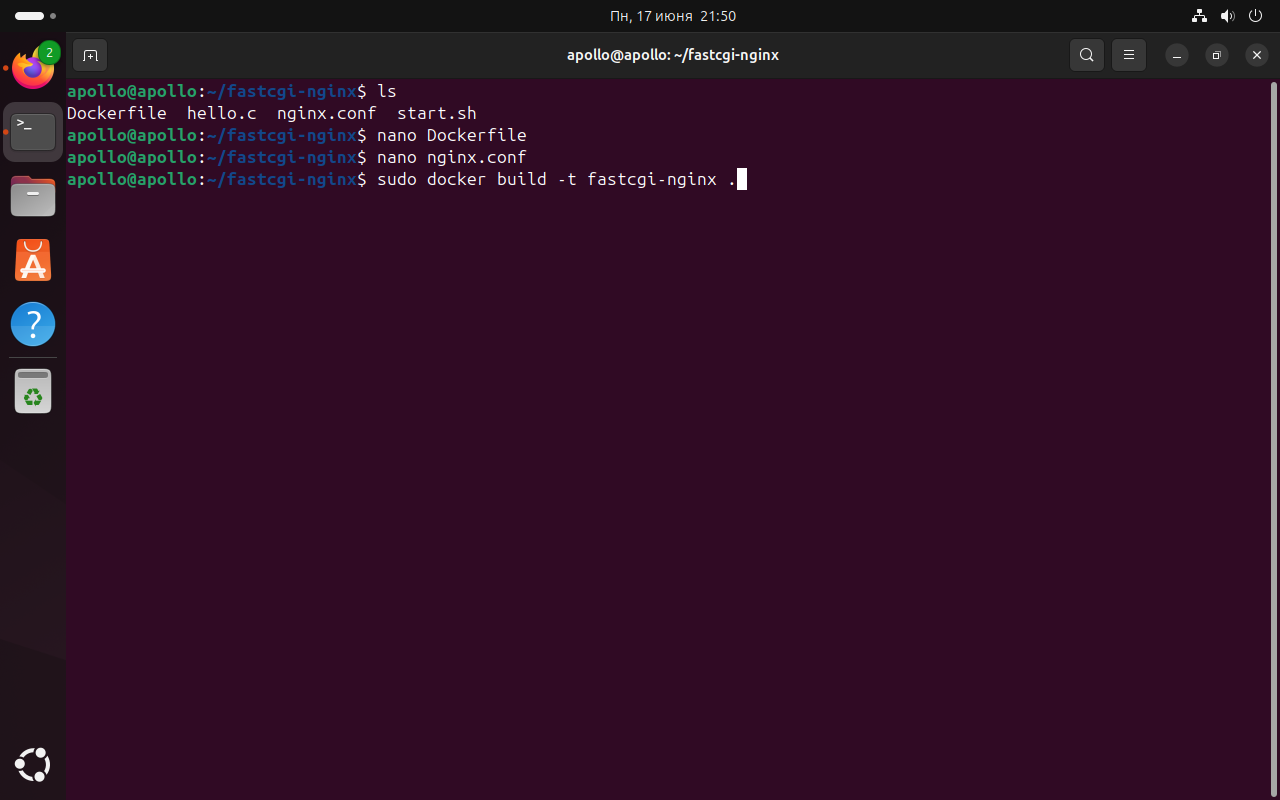 Пн, 17 июня 21:50
2
apollo@apollo: ~/fastcgi-nginx
apollo@apollo:~/fastcgi-nginx$ ls
Dockerfile  hello.c  nginx.conf  start.sh
apollo@apollo:~/fastcgi-nginx$ nano Dockerfile
apollo@apollo:~/fastcgi-nginx$ nano nginx.conf
apollo@apollo:~/fastcgi-nginx$ sudo docker build -t fastcgi-nginx .